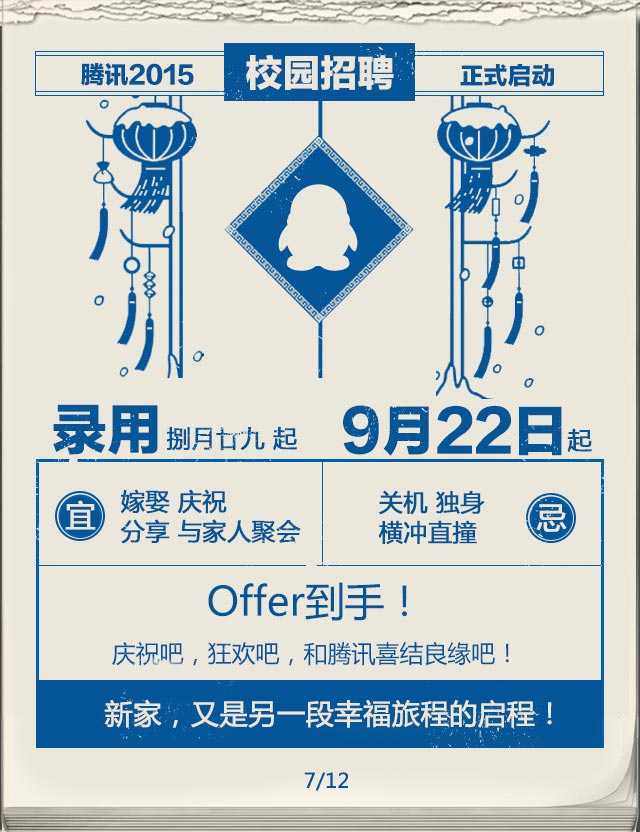 腾讯2015 校园招聘 正式启动
录用 捌月廿九 起 9月22日起
宜
嫁娶 庆祝
分享 与家人聚会
关机 独身
横冲直撞
忌
Offer到手！
庆祝吧，狂欢吧，和腾讯喜结良缘吧！
新家，又是另一段幸福旅程的启程！
7/12